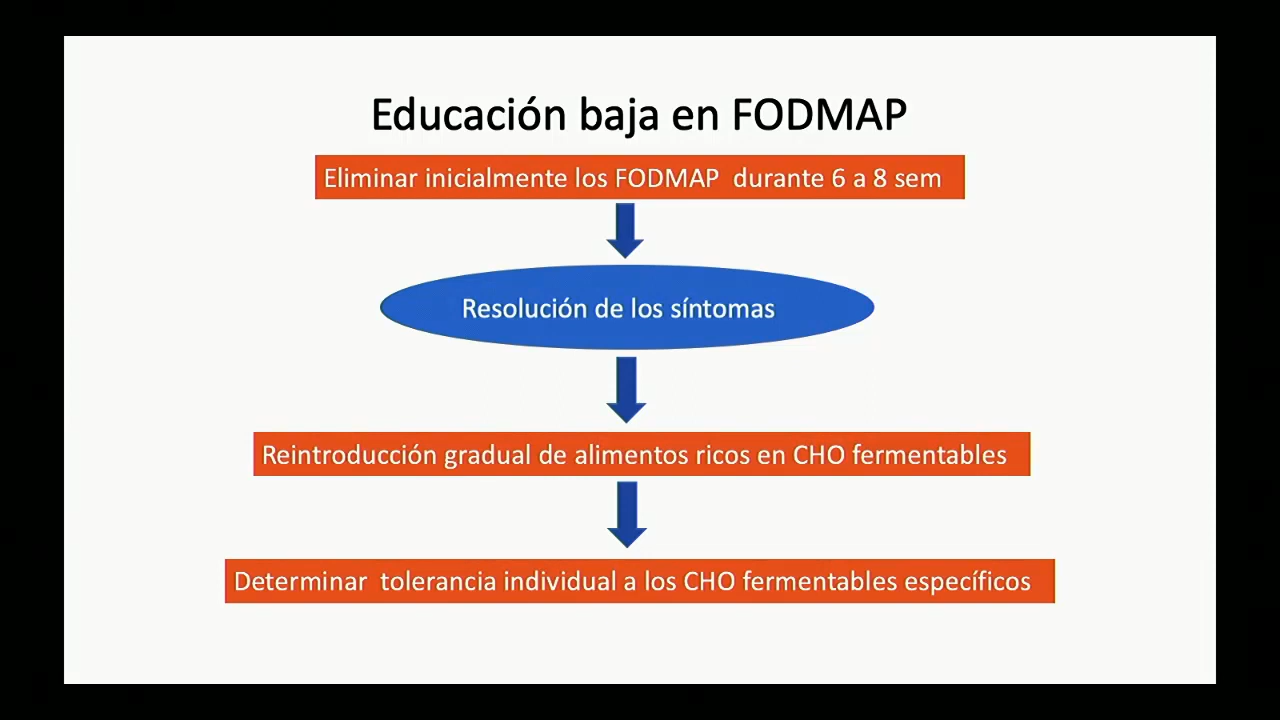 Educación baja en FODMAP
Eliminar inicialmente los FODMAP  durante 6 a 8 sem
Resolución de los síntomas
Reintroducción gradual de alimentos ricos en CHO fermentables
Determinar  tolerancia individual a los CHO fermentables específicos